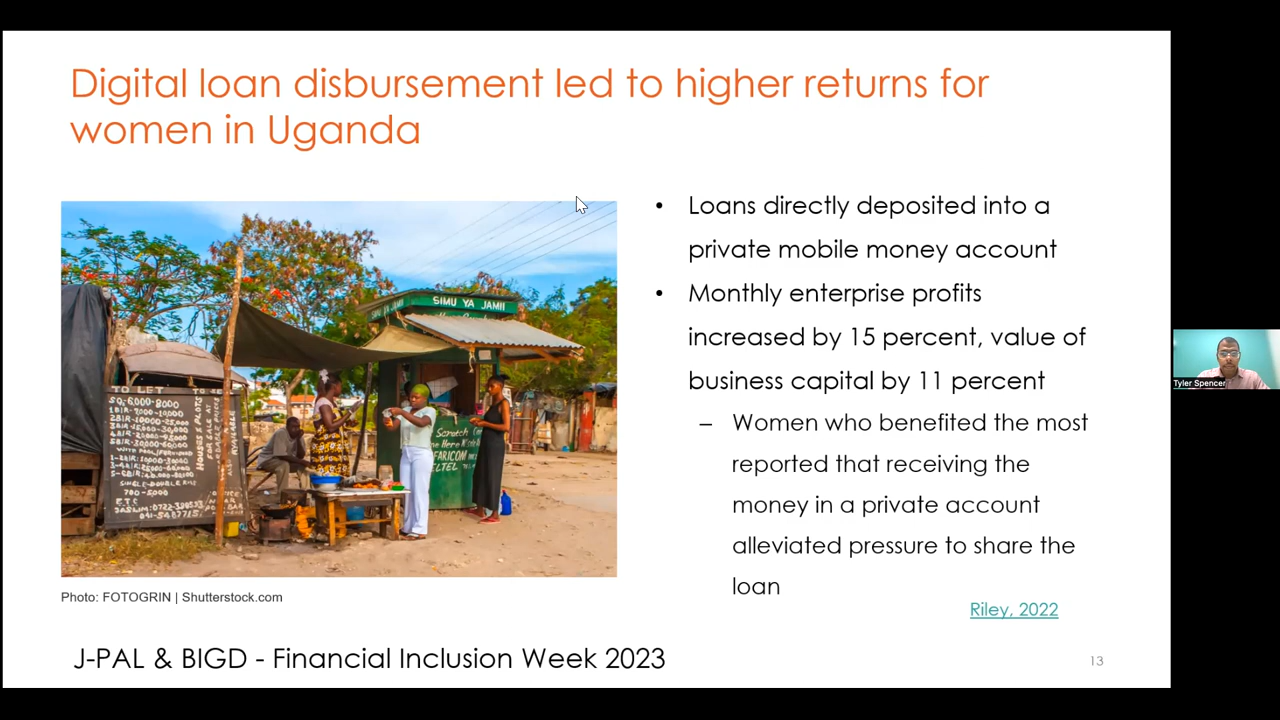 Digital loan disbursement led to higher returns for
women in Uganda
SIMU YA JAMII
TO LET
• Loans directly deposited into a
private mobile money account
• Monthly enterprise profits
increased by 15 percent, value of
business capital by 11 percent
– Women who benefited the most
reported that receiving the
money in a private account
alleviated pressure to share the
loan
Riley, 2022
Photo: FOTOGRIN | Shutterstock.com
J-PAL & BIGD - Financial Inclusion Week 2023
13
Tyler Spencer